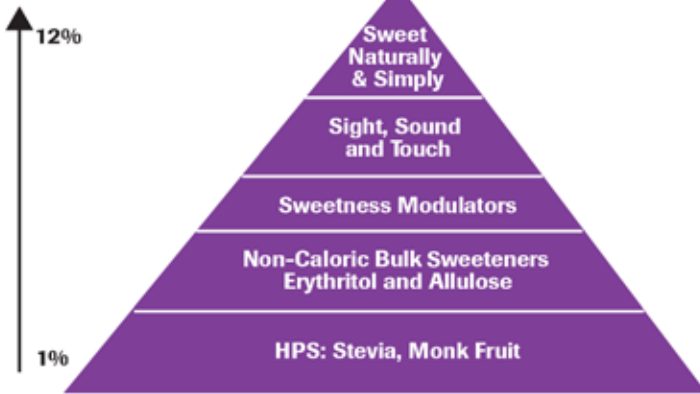 12%
Sweet
Naturally
& Simply
Sight, Sound
and Touch
Sweetness Modulators
Non-Caloric Bulk Sweeteners
Erythritol and Allulose
1%
HPS: Stevia, Monk Fruit